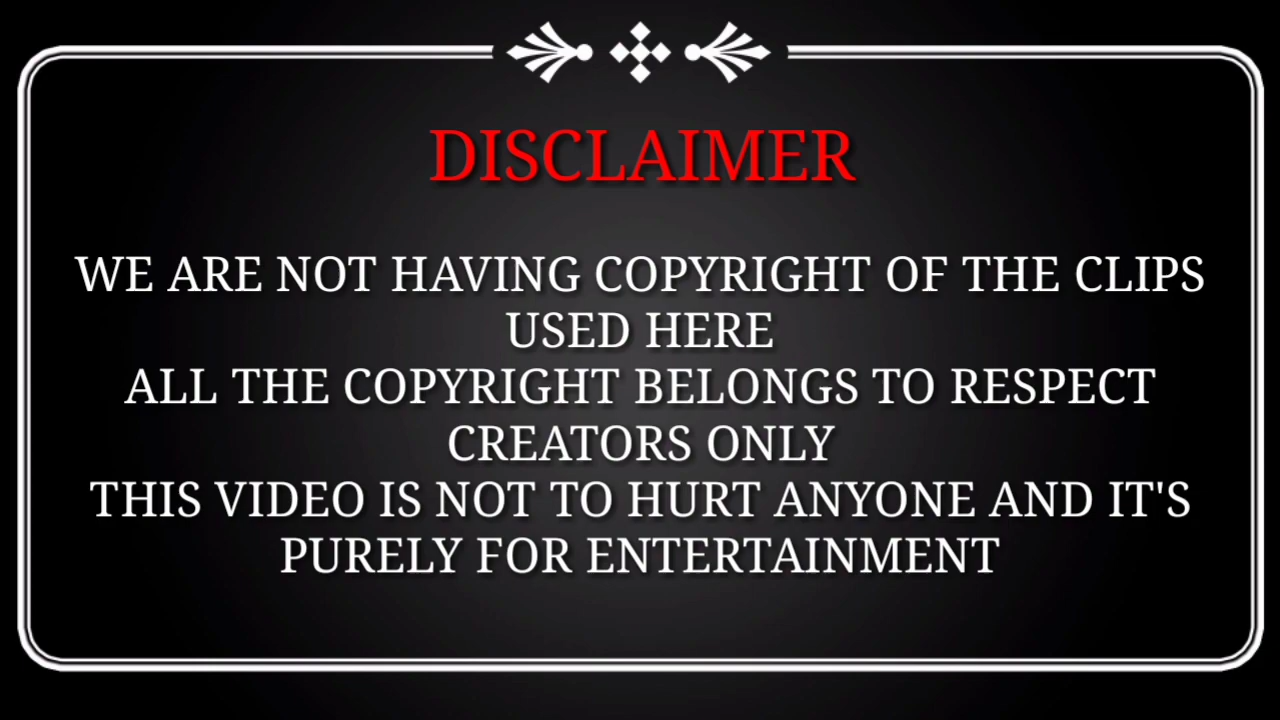 DISCLAIMER
WE ARE NOT HAVING COPYRIGHT OF THE CLIPS
USED HERE
ALL THE COPYRIGHT BELONGS TO RESPECT
CREATORS ONLY
THIS VIDEO IS NOT TO HURT ANYONE AND IT'S
PURELY FOR ENTERTAINMENT